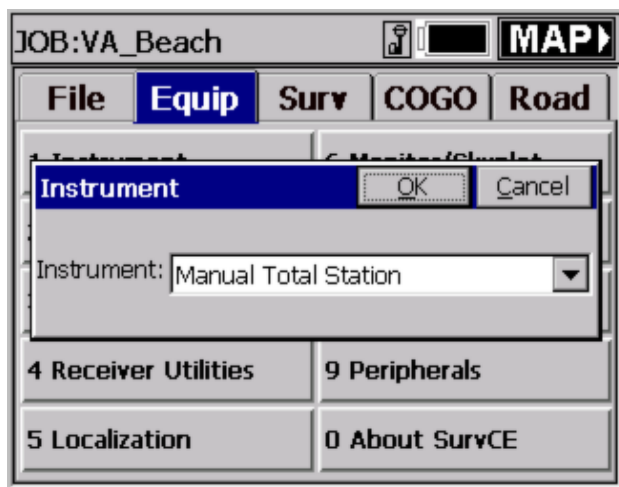 JOB:VA_Beach MAP
File Equip Surv COGO Road
Instrument OK Cancel
Instrument: Manual Total Station
4 Receiver Utilities 9 Peripherals
5 Localization 0 About SurvCE